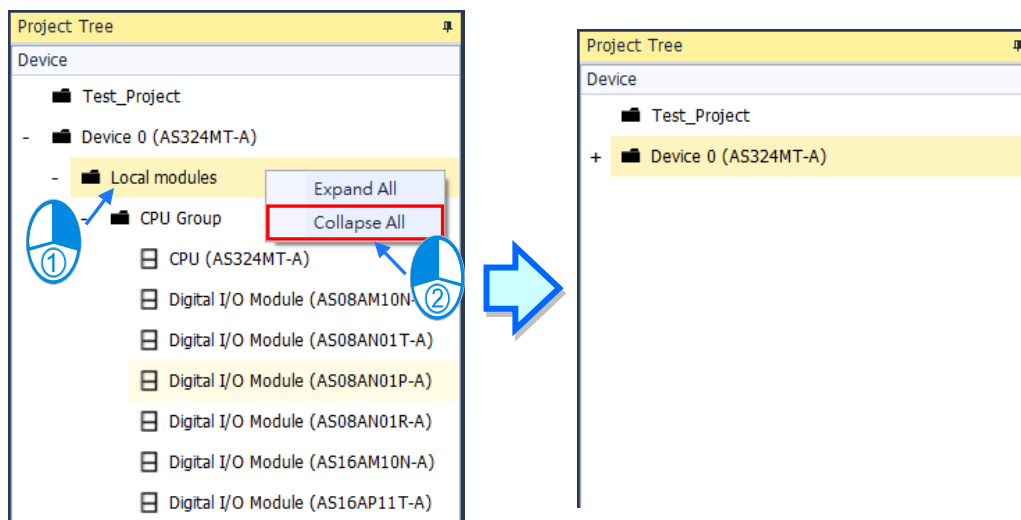 Project Tree
Device
Test_Project
- Device 0 (AS324MT-A)
- Local modules
Expand All
Collapse All
- CPU Group
①
②
CPU (AS324MT-A)
Digital I/O Module (AS08AM10N-
Digital I/O Module (AS08AN01T-A)
Digital I/O Module (AS08AN01P-A)
Digital I/O Module (AS08AN01R-A)
Digital I/O Module (AS16AM10N-A)
Digital I/O Module (AS16AP11T-A)
Project Tree
Device
Test_Project
+ Device 0 (AS324MT-A)